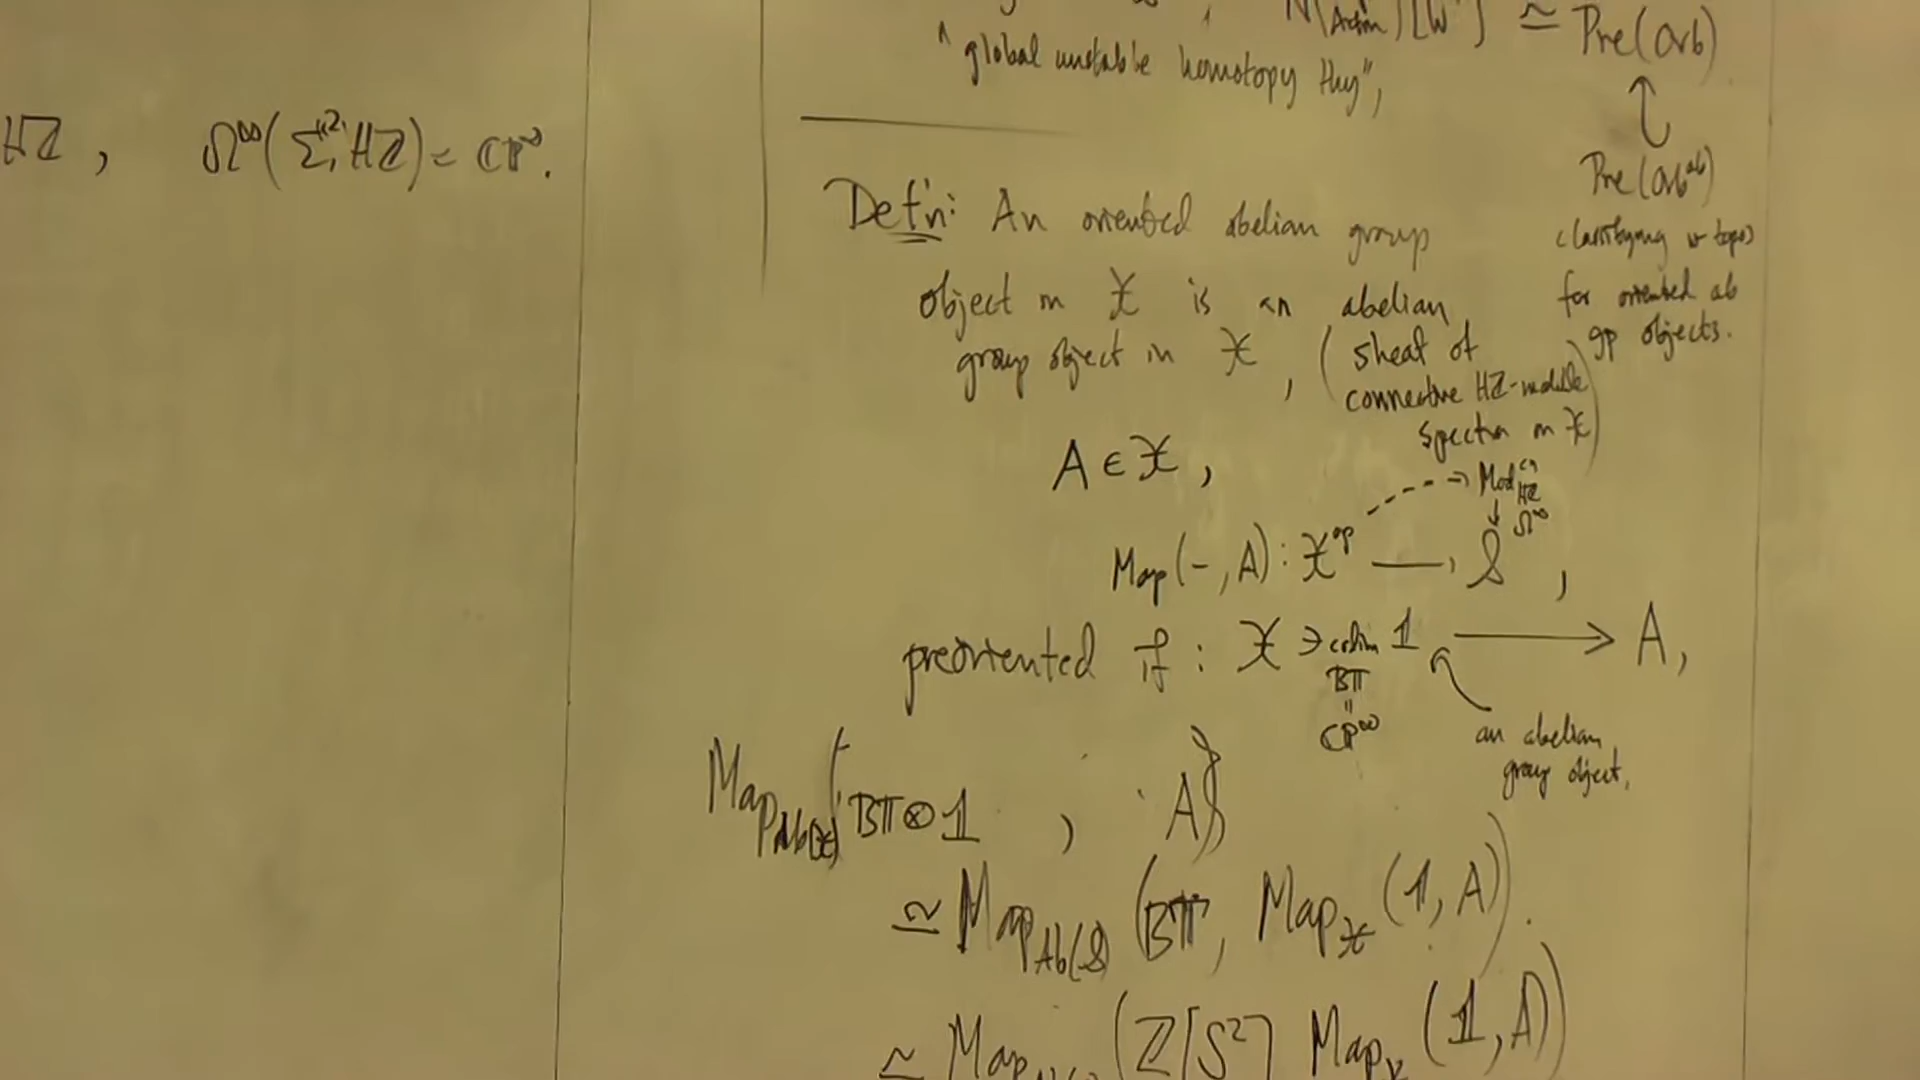 HZ, Ω^∞(Σ^2 HZ) = CP^∞.
N( )[W ] ≃ Pre(Orb)
"global unstable homotopy thy",
Pre(Orb^ab)
(classifying ∞ topos
for oriented ab
gp objects.
Defn: An oriented abelian group
object in X is an abelian
group object in X, (sheaf of
connective HZ-module
spectra on X)
A ∈ X,
Mod^cn_HZ
↓ Ω^∞
Map(-, A) : X^op → S,
preoriented if : X ∋ colim 1 → A,
BT
"
CP^∞
an abelian
group object.
Map_Ab(X)(BT ⊗ 1 , A)
≃ Map_Ab(S)(BT, Map_X(1, A)).
≃ Map (Z[S^2] Map_X(1, A))